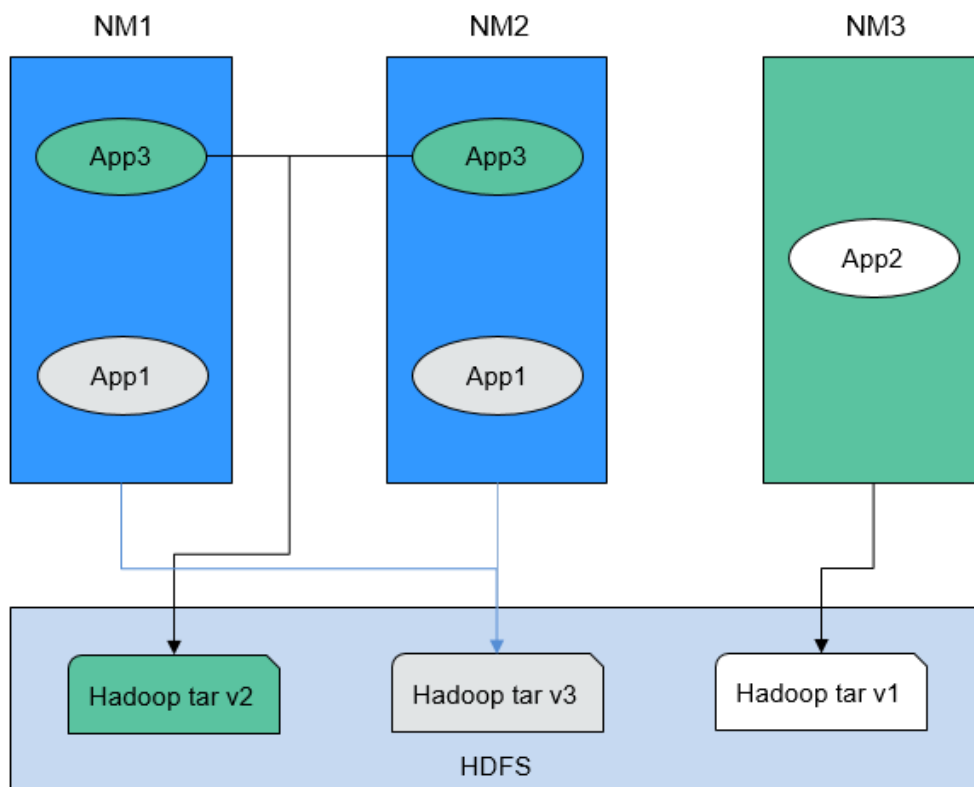 NM1
NM2
NM3
App3
App3
App2
App1
App1
Hadoop tar v2
Hadoop tar v3
Hadoop tar v1
HDFS